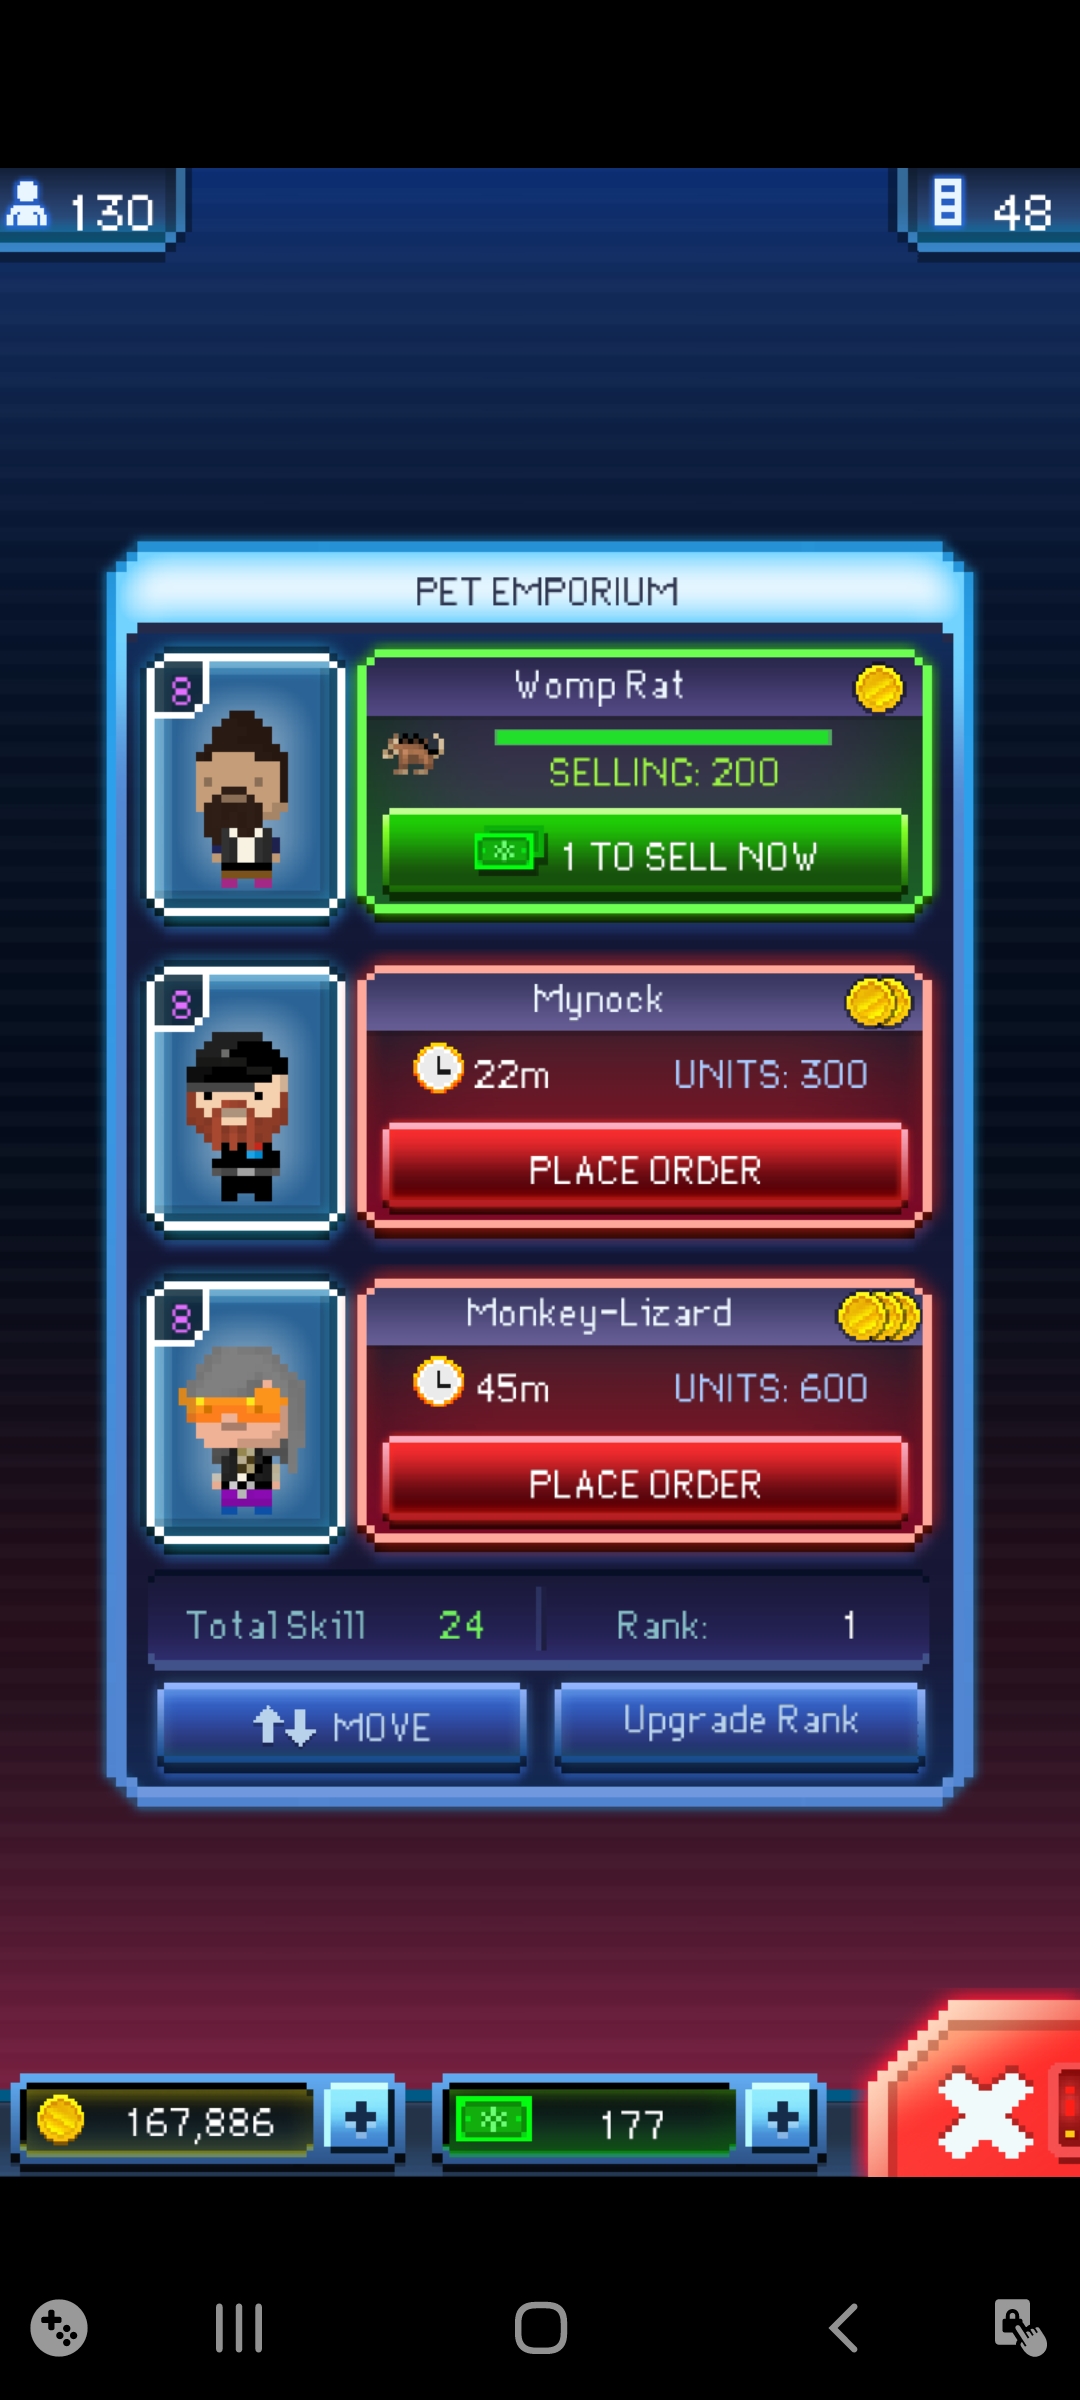 130
48
PET EMPORIUM
8
Womp Rat
SELLING: 200
1 TO SELL NOW
8
Mynock
22m
UNITS: 300
PLACE ORDER
8
Monkey-Lizard
45m
UNITS: 600
PLACE ORDER
Total Skill 24
Rank: 1
MOVE
Upgrade Rank
167,886
177